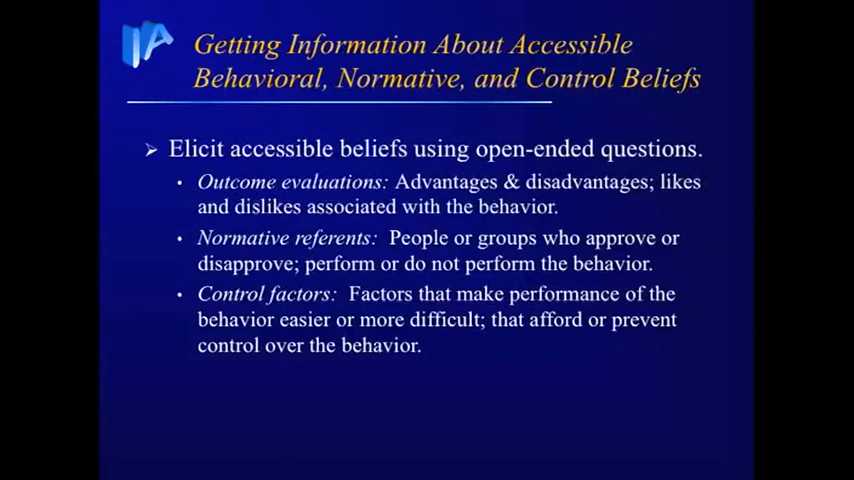 IA
Getting Information About Accessible
Behavioral, Normative, and Control Beliefs
Elicit accessible beliefs using open-ended questions.
• Outcome evaluations: Advantages & disadvantages; likes
and dislikes associated with the behavior.
• Normative referents: People or groups who approve or
disapprove; perform or do not perform the behavior.
• Control factors: Factors that make performance of the
behavior easier or more difficult; that afford or prevent
control over the behavior.